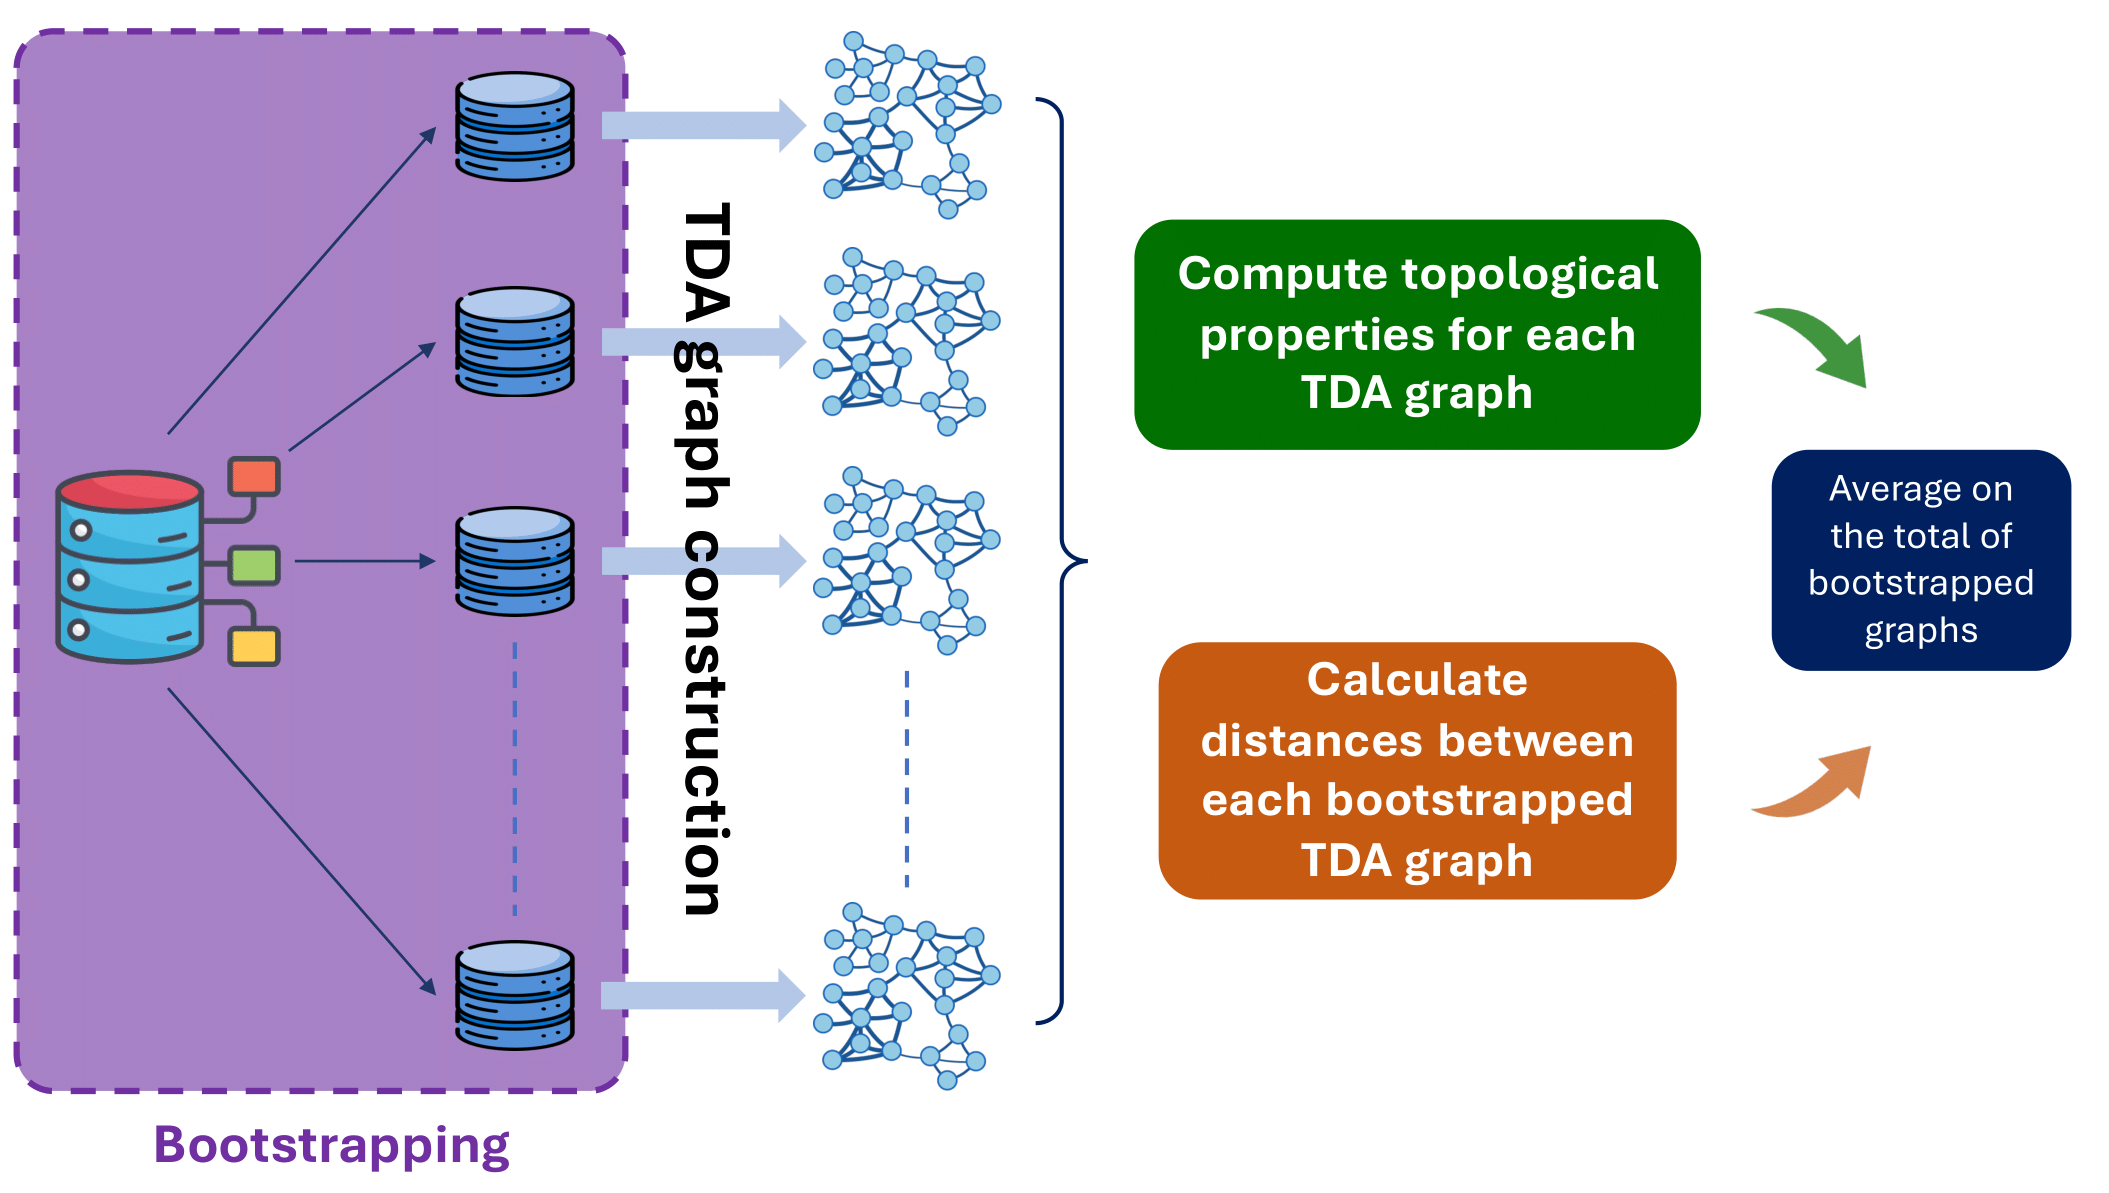 TDA graph construction
Compute topological
properties for each
TDA graph
Calculate
distances between
each bootstrapped
TDA graph
Average on
the total of
bootstrapped
graphs
Bootstrapping